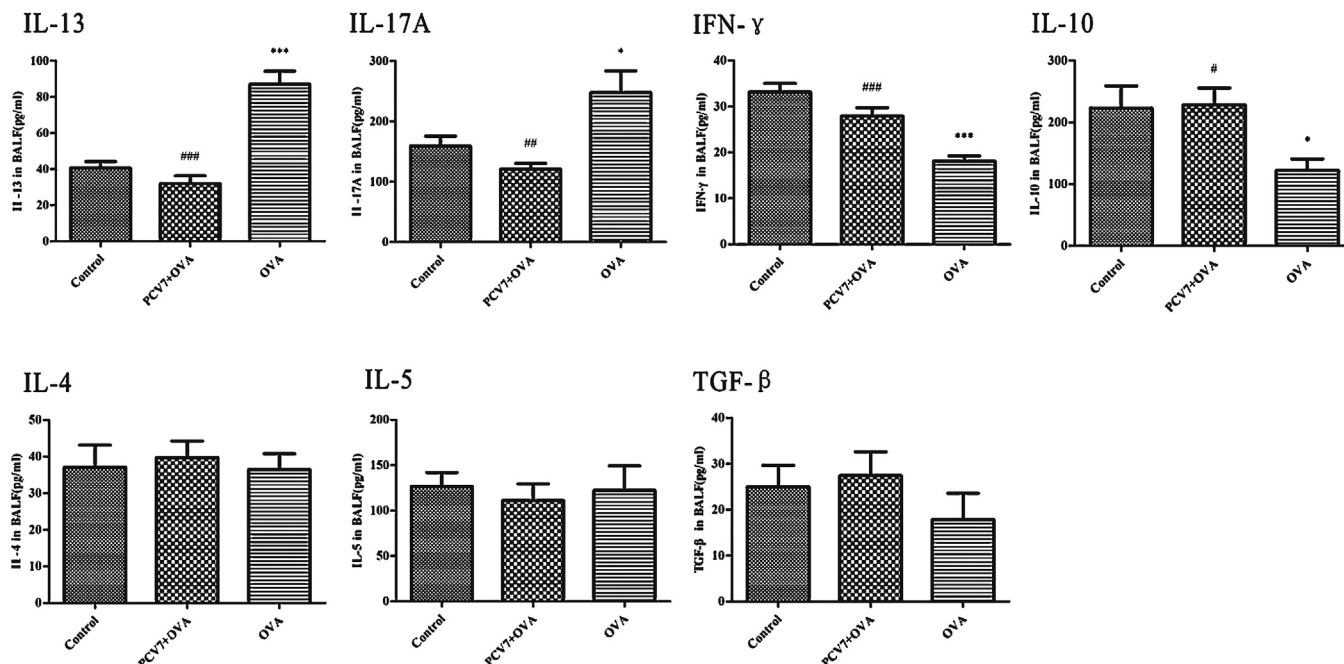 IL-13
IL-13 in BALF(pg/ml)
100
80
60
40
20
0
###
***
Control
PCV7+OVA
OVA
IL-17A
IL-17A in BALF(pg/ml)
300
200
100
0
##
*
Control
PCV7+OVA
OVA
IFN-γ
IFN-γ in BALF(pg/ml)
40
30
20
10
0
###
***
Control
PCV7+OVA
OVA
IL-10
IL-10 in BALF(pg/ml)
300
200
100
0
#
*
Control
PCV7+OVA
OVA
IL-4
IL-4 in BALF(pg/ml)
50
40
30
20
10
0
Control
PCV7+OVA
OVA
IL-5
IL-5 in BALF(pg/ml)
200
150
100
50
0
Control
PCV7+OVA
OVA
TGF-β
TGF-β in BALF(pg/ml)
40
30
20
10
0
Control
PCV7+OVA
OVA